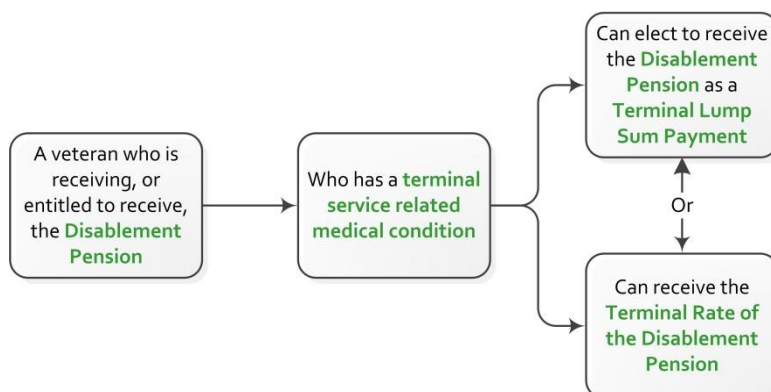 A veteran who is
receiving, or
entitled to receive,
the Disablement
Pension
Who has a terminal
service related
medical condition
Can elect to receive
the Disablement
Pension as a
Terminal Lump
Sum Payment
Or
Can receive the
Terminal Rate of
the Disablement
Pension